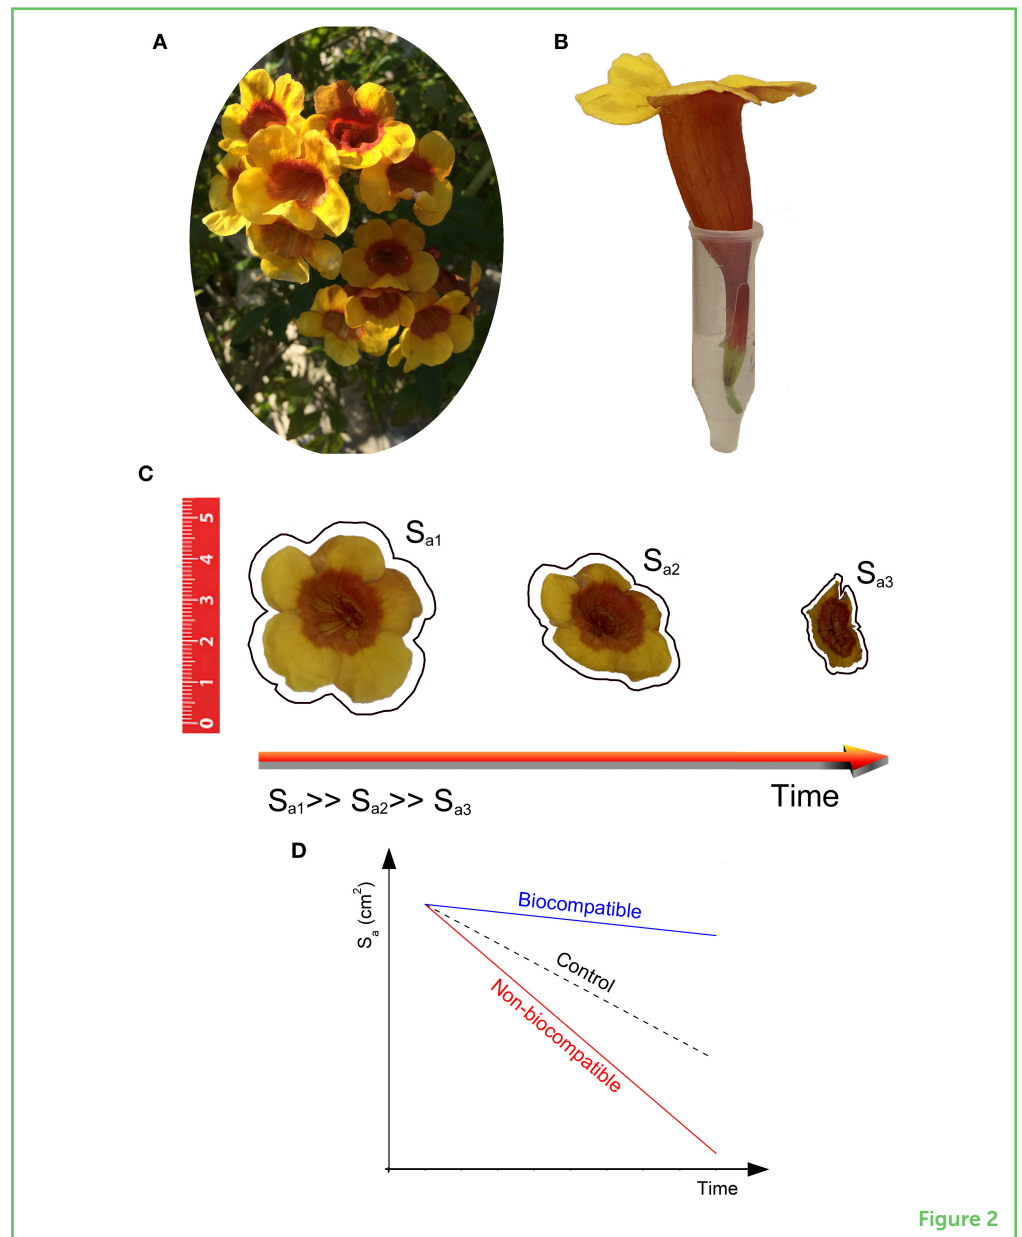 A
B
C
5
4
3
2
1
0
Sa1
Sa2
Sa3
Sa1>> Sa2>> Sa3
Time
D
Sa (cm2)
Biocompatible
Control
Non-biocompatible
Time
Figure 2